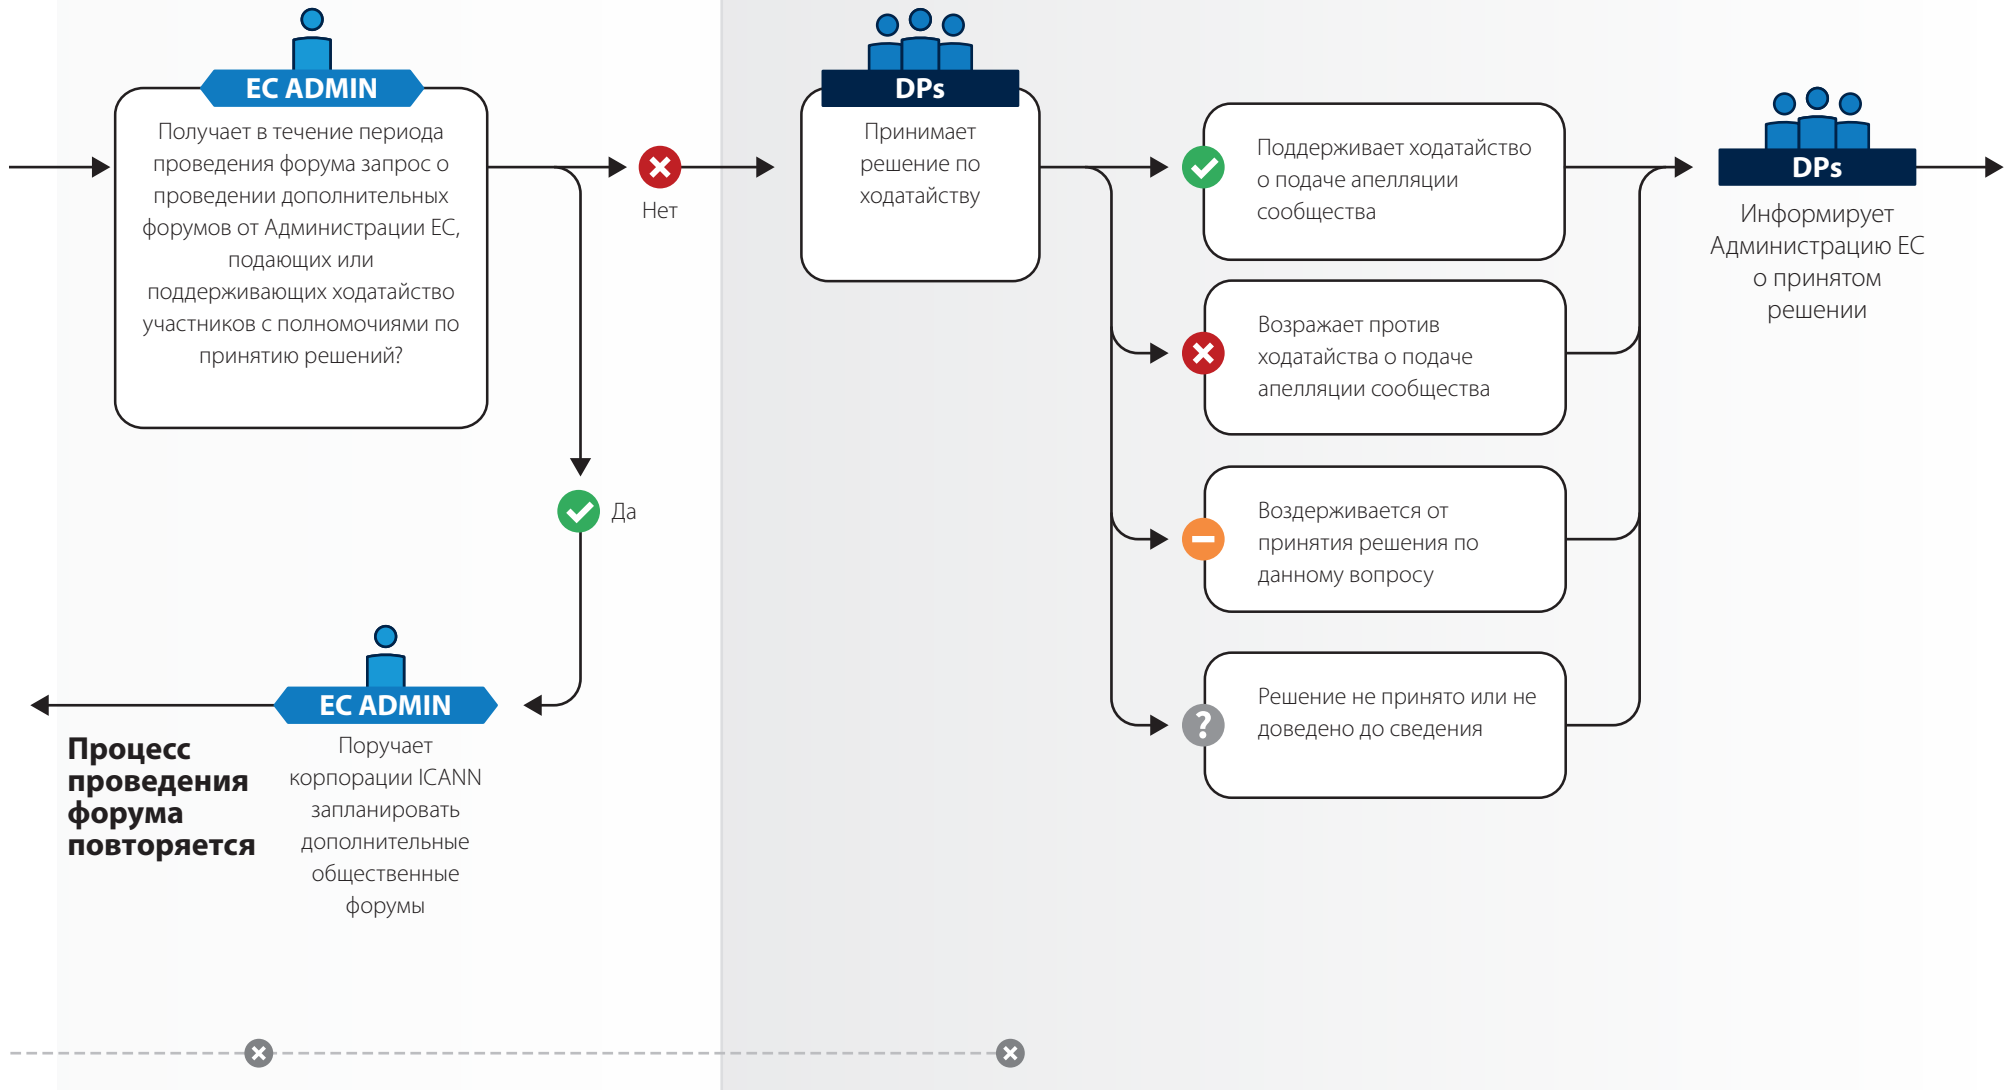 EC ADMIN
Получает в течение периода
проведения форума запрос о
проведении дополнительных
форумов от Администрации ЕС,
подающих или
поддерживающих ходатайство
участников с полномочиями по
принятию решений?
Нет
Да
EC ADMIN
Поручает
корпорации ICANN
запланировать
дополнительные
общественные
форумы
Процесс
проведения
форума
повторяется
DPs
Принимает
решение по
ходатайству
Поддерживает ходатайство
о подаче апелляции
сообщества
Возражает против
ходатайства о подаче
апелляции сообщества
Воздерживается от
принятия решения по
данному вопросу
?
Решение не принято или не
доведено до сведения
DPs
Информирует
Администрацию ЕС
о принятом
решении